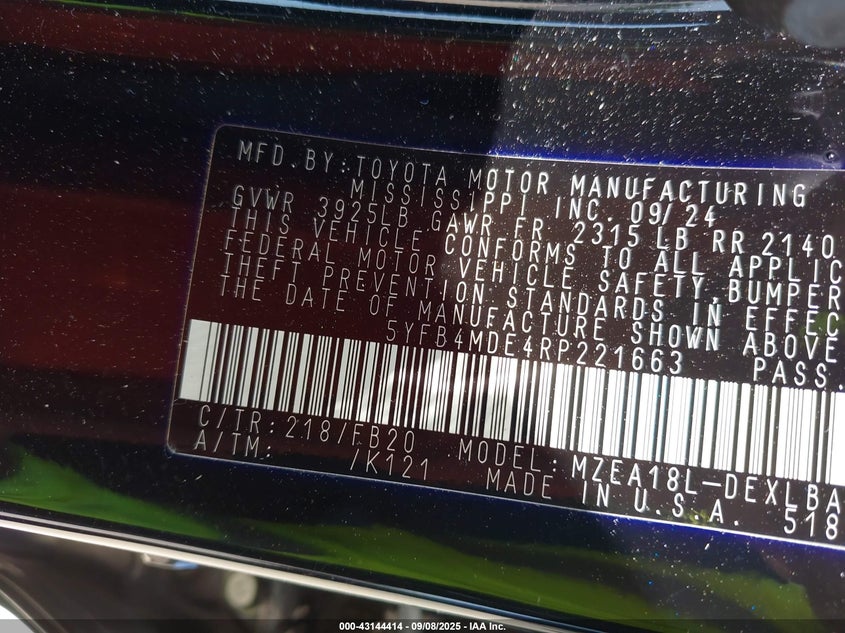 MFD.BY:TOYOTA MOTOR MANUFACTURING
MISSISSIPPI INC. 09/24
GVWR 3925LB GAWR FR. 2315 LB RR 2140
THIS VEHICLE CONFORMS TO ALL APPLIC
FEDERAL MOTOR VEHICLE SAFETY,BUMPER
THEFT PREVENTION STANDARDS IN EFFEC
THE DATE OF MANUFACTURE SHOWN ABOVE
5YFB4MDE4RP221663 PASS.
C/TR:218/FB20 MODEL:MZEA18L-DEXLBA
A/TM: /K121 MADE IN U.S.A. 518
000-43144414 - 09/08/2025 - IAA Inc.